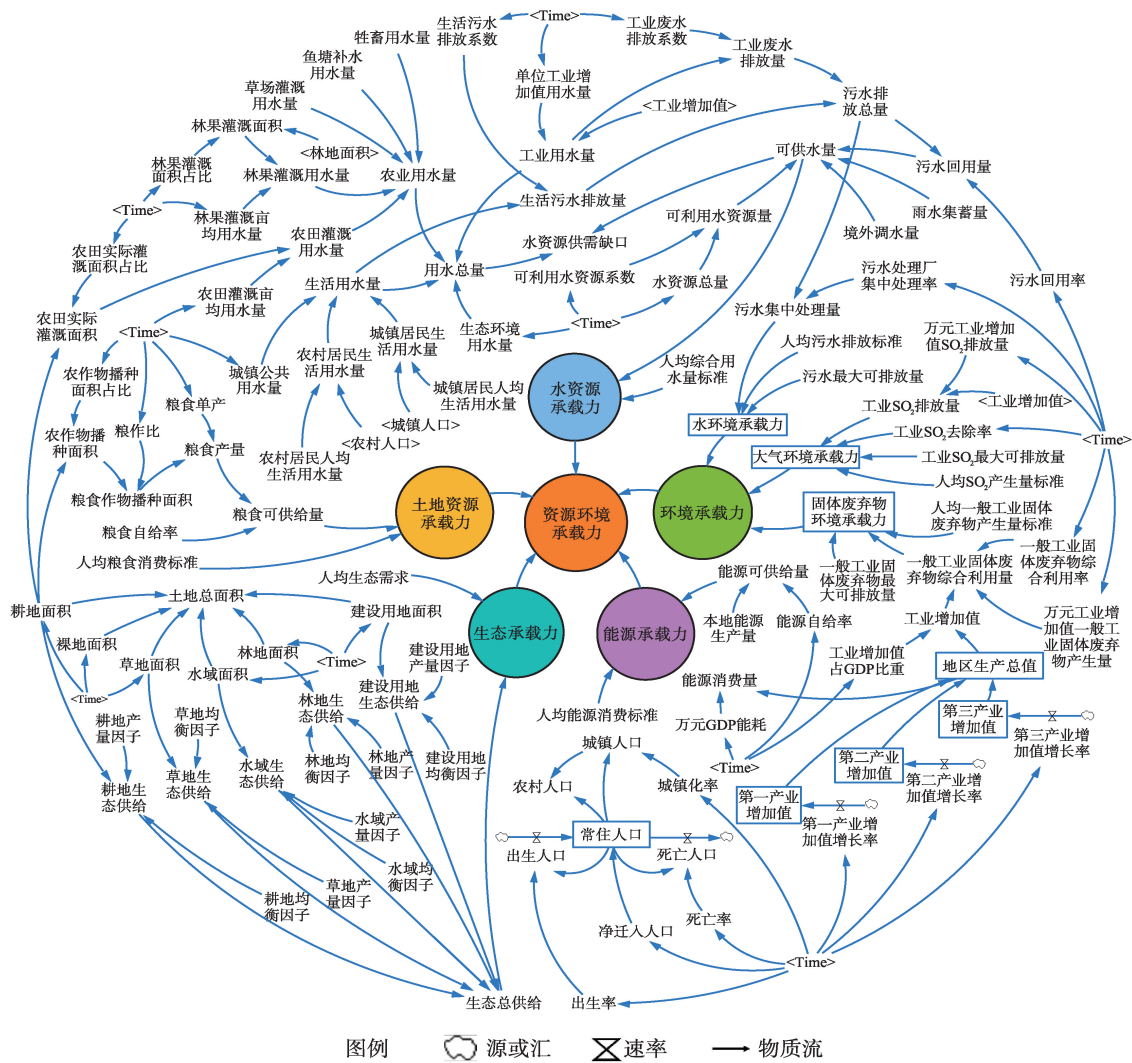 生活污水
排放系数
<Time>
工业废水
排放系数
牲畜用水量
鱼塘补水
用水量
草场灌溉
用水量
单位工业增
加值用水量
工业废水
排放量
污水排
放总量
<工业增加值>
林果灌溉面积
<林地面积>
林果灌溉
面积占比
林果灌溉用水量
农业用水量
工业用水量
可供水量
污水回用量
<Time>
林果灌溉亩
均用水量
生活污水排放量
可利用水资源量
雨水集蓄量
境外调水量
农田实际灌
溉面积占比
农田灌溉
用水量
水资源供需缺口
用水总量
可利用水资源系数
水资源总量
污水处理厂
集中处理率
污水回用率
农田实际
灌溉面积
农田灌溉亩
均用水量
生活用水量
<Time>
生态环境
用水量
<Time>
污水集中处理量
万元工业增加
值SO₂排放量
城镇居民生
活用水量
农村居民生
活用水量
城镇公共
用水量
农作物播种
面积占比
粮食单产
人均综合用
水量标准
人均污水排放标准
污水最大可排放量
水资源
承载力
城镇居民人均
生活用水量
<城镇人口>
<农村人口>
农作物播
种面积
粮作比
粮食产量
农村居民人均
生活用水量
水环境承载力
工业SO₂排放量
<工业增加值>
工业SO₂去除率
<Time>
大气环境承载力
工业SO₂最大可排放量
人均SO₂产生量标准
粮食作物播种面积
粮食可供给量
粮食自给率
人均粮食消费标准
土地资源
承载力
资源环境
承载力
环境承载力
固体废弃物
环境承载力
人均一般工业固体
废弃物产生量标准
一般工业固
体废弃物最
大可排放量
一般工业固体废
弃物综合利用量
一般工业固
体废弃物综
合利用率
人均生态需求
能源可供给量
耕地面积
土地总面积
建设用地面积
生态承载力
能源承载力
本地能源
生产量
能源自给率
工业增加值
万元工业增
加值一般工
业固体废弃
物产生量
裸地面积
草地面积
水域面积
林地面积
<Time>
建设用地
产量因子
工业增加值
占GDP比重
地区生产总值
<Time>
林地生
态供给
建设用地
生态供给
能源消费量
人均能源消费标准
万元GDP能耗
第三产业
增加值
第三产业增
加值增长率
耕地产
量因子
草地均
衡因子
林地均
衡因子
林地产
量因子
建设用地
均衡因子
城镇人口
<Time>
第二产业
增加值
第二产业增
加值增长率
耕地生
态供给
草地生
态供给
水域生
态供给
农村人口
城镇化率
第一产业
增加值
第一产业增
加值增长率
水域产
量因子
常住人口
出生人口
死亡人口
水域均
衡因子
草地产
量因子
耕地均
衡因子
净迁入人口
死亡率
<Time>
生态总供给
出生率
图例
源或汇
速率
物质流